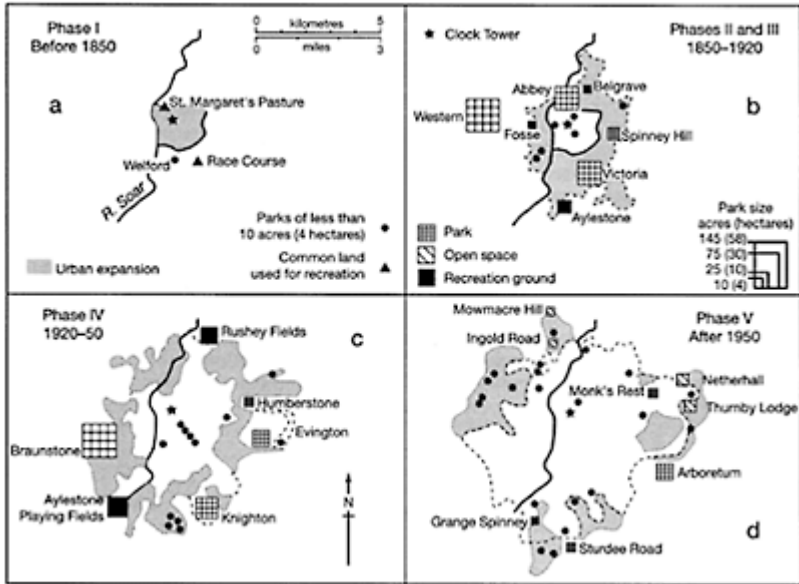 Phase I
Before 1850
0 kilometres 5
0 miles 3
a
St. Margaret's Pasture
Welford
Race Course
R. Soar
Parks of less than
10 acres (4 hectares)
Common land
used for recreation
Urban expansion
Clock Tower
Phases II and III
1850–1920
b
Abbey
Belgrave
Western
Fosse
Spinney Hill
Victoria
Aylestone
Park
Open space
Recreation ground
Park size
acres (hectares)
145 (58)
75 (30)
25 (10)
10 (4)
Phase IV
1920–50
c
Rushey Fields
Humberstone
Evington
Braunstone
Aylestone
Playing Fields
Knighton
N
Phase V
After 1950
Mowmacre Hill
Ingold Road
Monk's Rest
Netherhall
Thurnby Lodge
Arboretum
Grange Spinney
Sturdee Road
d